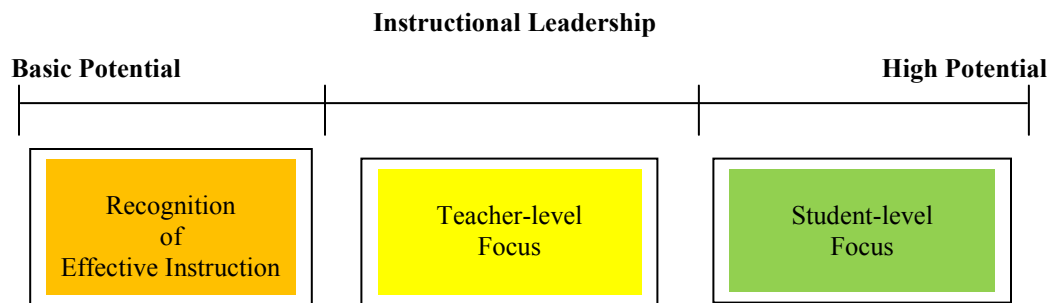 Instructional Leadership
Basic Potential
High Potential
Recognition
of
Effective Instruction
Teacher-level
Focus
Student-level
Focus